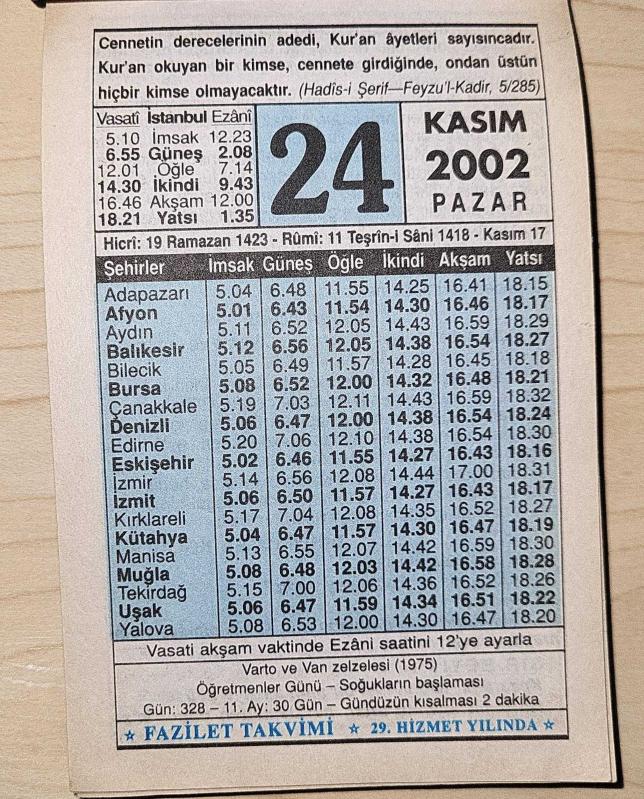 Cennetin derecelerinin adedi, Kur'an âyetleri sayısıncadır.
Kur'an okuyan bir kimse, cennete girdiğinde, ondan üstün
hiçbir kimse olmayacaktır. (Hadîs-i Şerif—Feyzu'l-Kadir, 5/285)
Vasatî İstanbul Ezânî
5.10 İmsak 12.23
6.55 Güneş 2.08
12.01 Öğle 7.14
14.30 İkindi 9.43
16.46 Akşam 12.00
18.21 Yatsı 1.35
24
KASIM
2002
PAZAR
Hicrî: 19 Ramazan 1423 - Rûmî: 11 Teşrîn-i Sâni 1418 - Kasım 17
Şehirler İmsak Güneş Öğle İkindi Akşam Yatsı
Adapazarı 5.04 6.48 11.55 14.25 16.41 18.15
Afyon 5.01 6.43 11.54 14.30 16.46 18.17
Aydın 5.11 6.52 12.05 14.43 16.59 18.29
Balıkesir 5.12 6.56 12.05 14.38 16.54 18.27
Bilecik 5.05 6.49 11.57 14.28 16.45 18.18
Bursa 5.08 6.52 12.00 14.32 16.48 18.21
Çanakkale 5.19 7.03 12.11 14.43 16.59 18.32
Denizli 5.06 6.47 12.00 14.38 16.54 18.24
Edirne 5.20 7.06 12.10 14.38 16.54 18.30
Eskişehir 5.02 6.46 11.55 14.27 16.43 18.16
İzmir 5.14 6.56 12.08 14.44 17.00 18.31
İzmit 5.06 6.50 11.57 14.27 16.43 18.17
Kırklareli 5.17 7.04 12.08 14.35 16.52 18.27
Kütahya 5.04 6.47 11.57 14.30 16.47 18.19
Manisa 5.13 6.55 12.07 14.42 16.59 18.30
Muğla 5.08 6.48 12.03 14.42 16.58 18.28
Tekirdağ 5.15 7.00 12.06 14.36 16.52 18.26
Uşak 5.06 6.47 11.59 14.34 16.51 18.22
Yalova 5.08 6.53 12.00 14.30 16.47 18.20
Vasati akşam vaktinde Ezâni saatini 12'ye ayarla
Varto ve Van zelzelesi (1975)
Öğretmenler Günü – Soğukların başlaması
Gün: 328 – 11. Ay: 30 Gün – Gündüzün kısalması 2 dakika
☆ FAZİLET TAKVİMİ ☆ 29. HİZMET YILINDA ☆